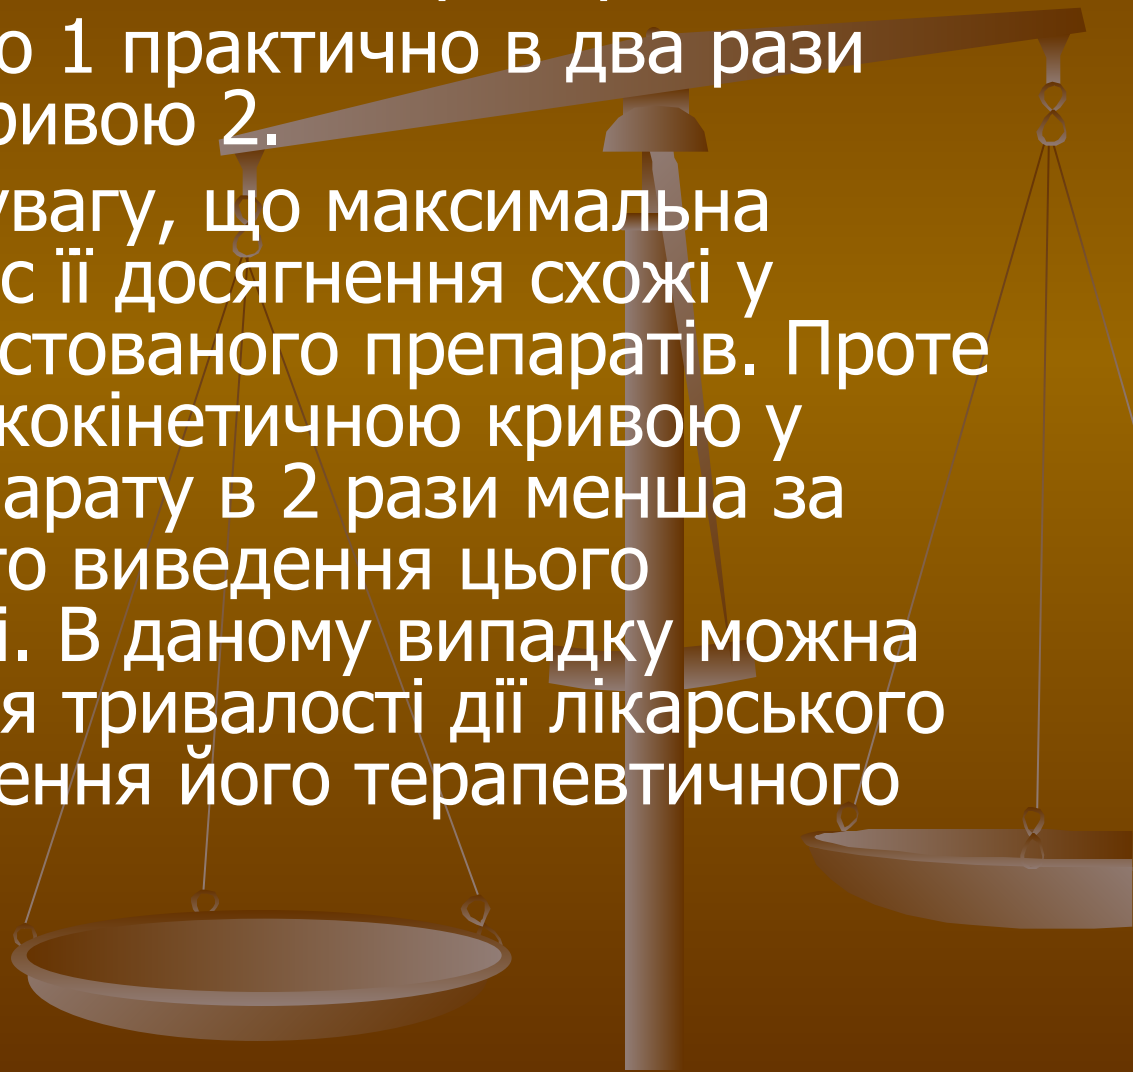 о 1 практично в два рази
ривою 2.
увагу, що максимальна
с її досягнення схожі у
стованого препаратів. Проте
кокінетичною кривою у
арату в 2 рази менша за
го виведення цього
і. В даному випадку можна
я тривалості дії лікарського
ення його терапевтичного